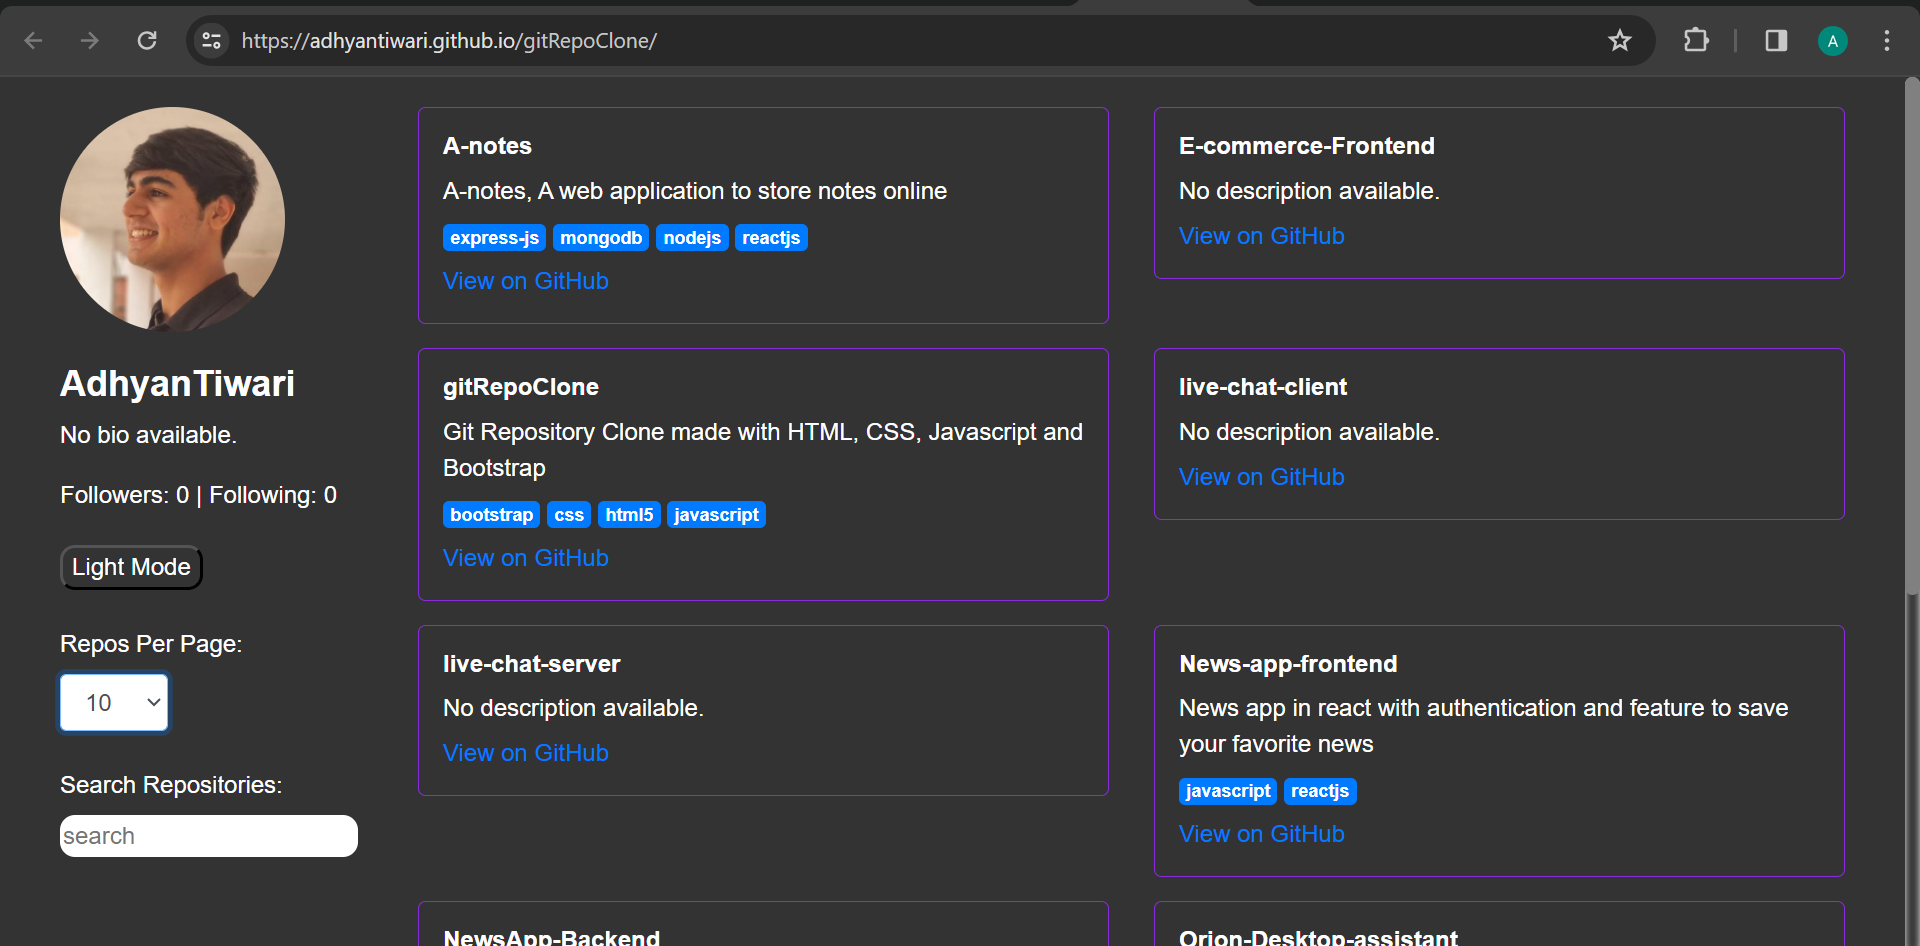 https://adhyantiwari.github.io/gitRepoClone/
A
AdhyanTiwari
No bio available.
Followers: 0 | Following: 0
Light Mode
Repos Per Page:
10
Search Repositories:
search
A-notes
A-notes, A web application to store notes online
express-js mongodb nodejs reactjs
View on GitHub
E-commerce-Frontend
No description available.
View on GitHub
gitRepoClone
Git Repository Clone made with HTML, CSS, Javascript and
Bootstrap
bootstrap css html5 javascript
View on GitHub
live-chat-client
No description available.
View on GitHub
live-chat-server
No description available.
View on GitHub
News-app-frontend
News app in react with authentication and feature to save
your favorite news
javascript reactjs
View on GitHub
NewsApp-Backend
Orion-Desktop-assistant